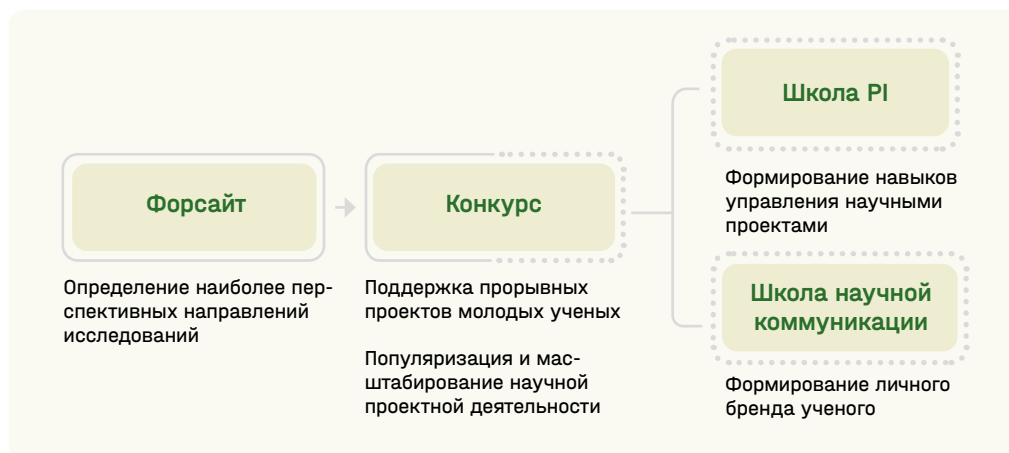 Форсайт
Определение наиболее пер-
спективных направлений
исследований
Конкурс
Поддержка прорывных
проектов молодых ученых
Популяризация и мас-
штабирование научной
проектной деятельности
Школа PI
Формирование навыков
управления научными
проектами
Школа научной
коммуникации
Формирование личного
бренда ученого